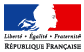 Liberté • Égalité • Fraternité
RÉPUBLIQUE FRANÇAISE